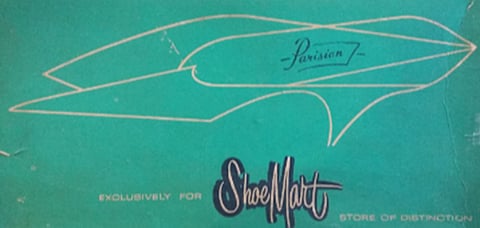 Parisian
EXCLUSIVELY FOR ShoeMart
STORE OF DISTINCTION